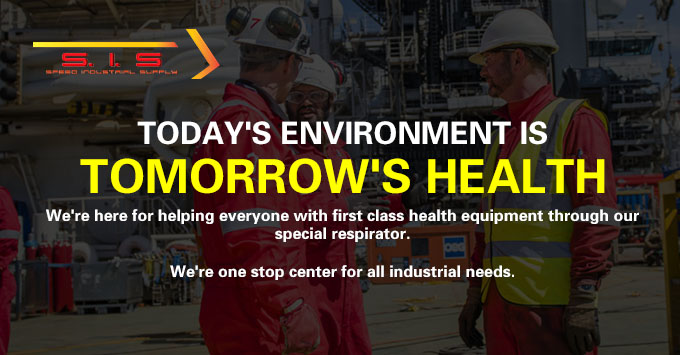 S. I. S
SPEED INDUSTRIAL SUPPLY
TODAY'S ENVIRONMENT IS
TOMORROW'S HEALTH
We're here for helping everyone with first class health equipment through our
special respirator.
We're one stop center for all industrial needs.